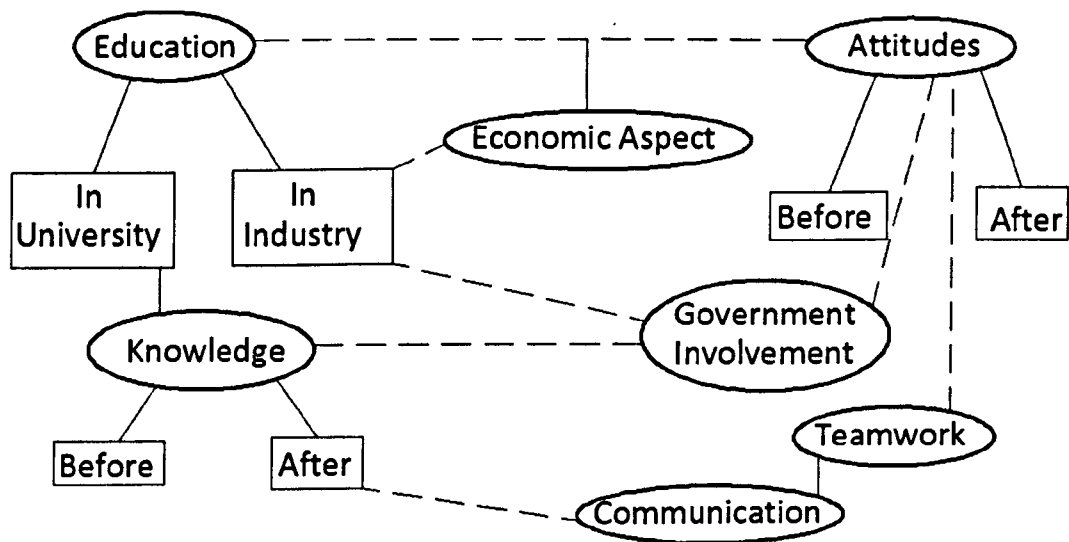 Education
Attitudes
Economic Aspect
In
University
In
Industry
Before
After
Government
Involvement
Knowledge
Teamwork
Before
After
Communication